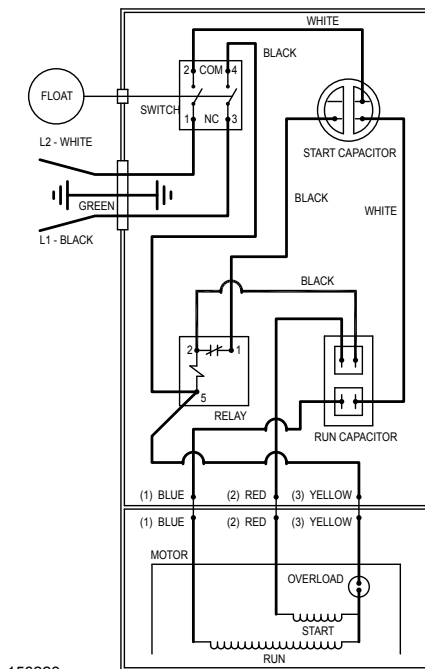 WHITE
BLACK
2 COM 4
FLOAT
SWITCH
1 NC 3
START CAPACITOR
L2 - WHITE
GREEN
L1 - BLACK
BLACK
WHITE
BLACK
2 1
5
RELAY
RUN CAPACITOR
(1) BLUE (2) RED (3) YELLOW
(1) BLUE (2) RED (3) YELLOW
MOTOR
OVERLOAD
START
RUN